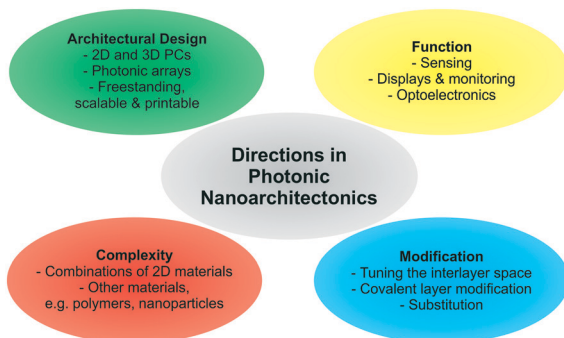 Architectural Design
- 2D and 3D PCs
- Photonic arrays
- Freestanding,
scalable & printable
Function
- Sensing
- Displays & monitoring
- Optoelectronics
Directions in
Photonic
Nanoarchitectonics
Complexity
- Combinations of 2D materials
- Other materials,
e.g. polymers, nanoparticles
Modification
- Tuning the interlayer space
- Covalent layer modification
- Substitution